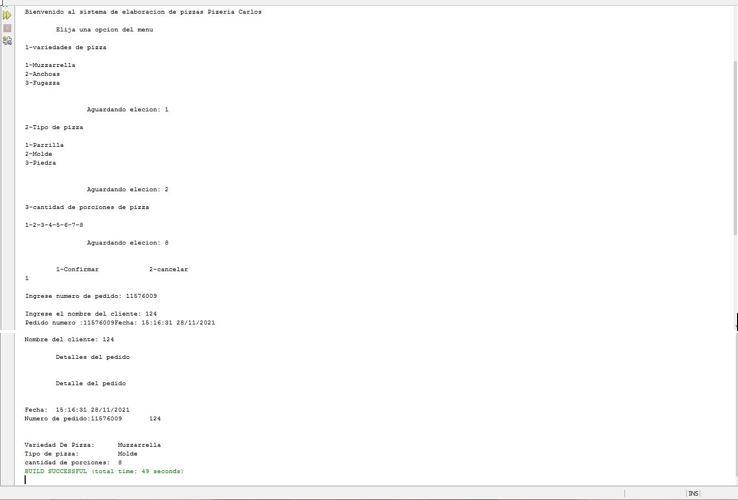 Bienvenido al sistema de elaboracion de pizzas Pizeria Carlos
Elija una opcion del menu
1-variedades de pizza
1-Muzzarrella
2-Anchoas
3-Fugazza
Aguardando elecion: 1
2-Tipo de pizza
1-Parrilla
2-Molde
3-Piedra
Aguardando elecion: 2
3-cantidad de porciones de pizza
1-2-3-4-5-6-7-8
Aguardando elecion: 8
1-Confirmar 2-cancelar
1
Ingrese numero de pedido: 11576009
Ingrese el nombre del cliente: 124
Pedido numero :11576009Fecha: 15:16:31 28/11/2021
Nombre del cliente: 124
Detalles del pedido
Detalle del pedido
Fecha: 15:16:31 28/11/2021
Numero de pedido:11576009 124
Variedad De Pizza: Muzzarrella
Tipo de pizza: Molde
cantidad de porciones: 8
BUILD SUCCESSFUL (total time: 49 seconds)
INS